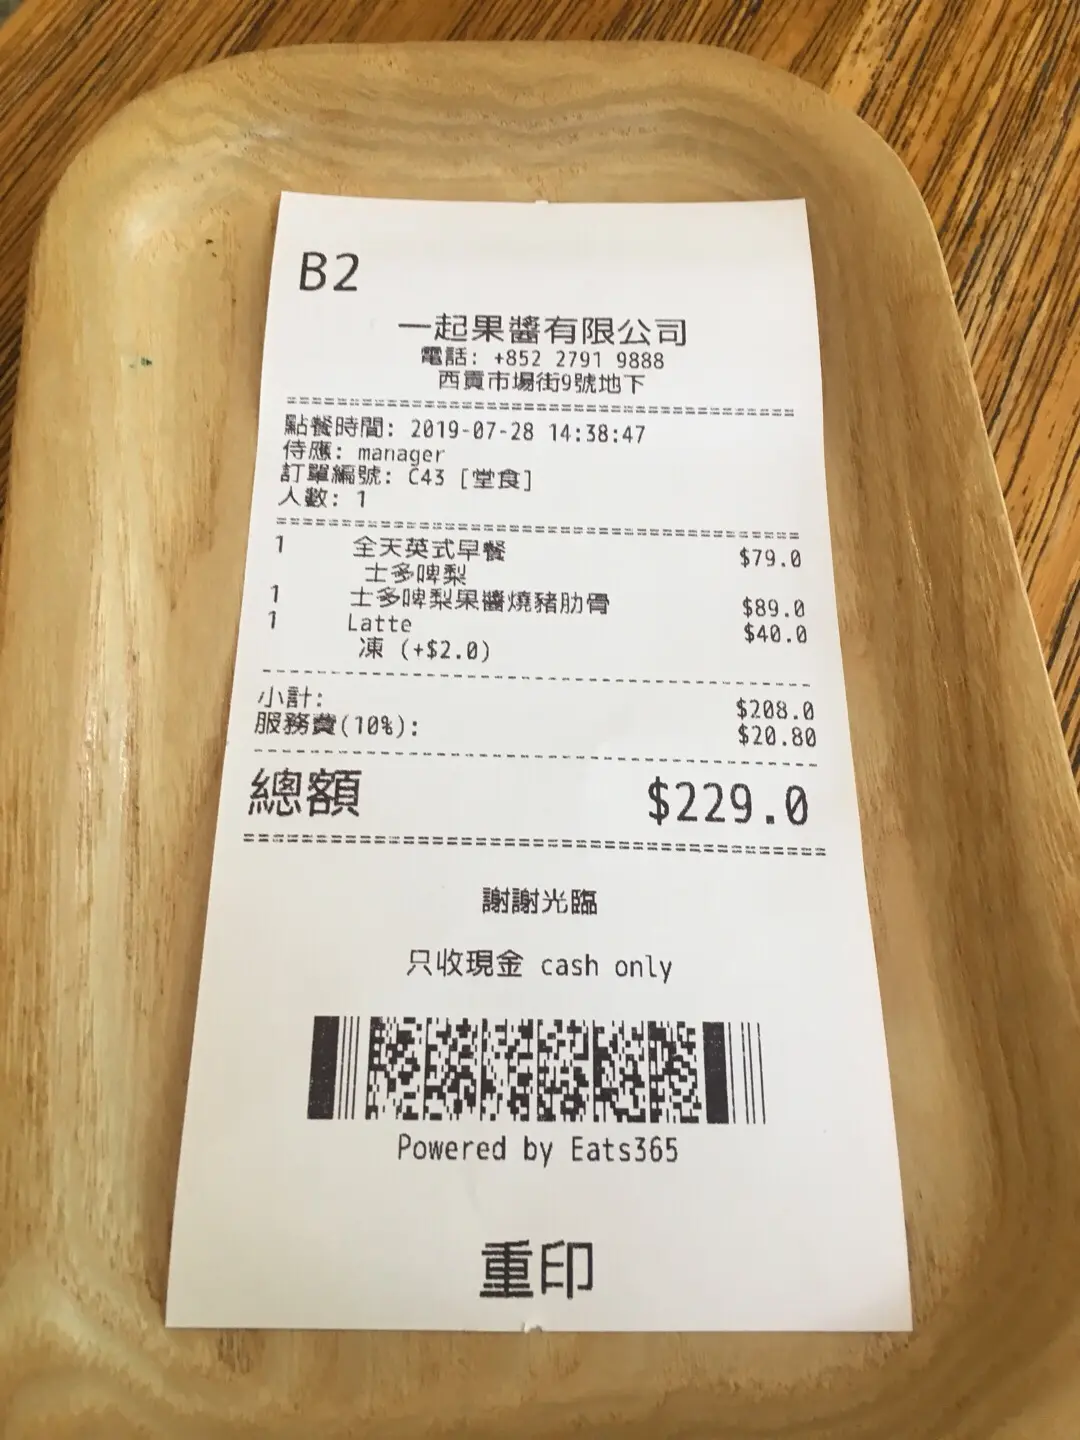 B2
一起果醬有限公司
電話: +852 2791 9888
西貢市場街9號地下
點餐時間: 2019-07-28 14:38:47
侍應: manager
訂單編號: C43 [堂食]
人數: 1
1 全天英式早餐 $79.0
士多啤梨
1 士多啤梨果醬燒豬肋骨 $89.0
1 Latte $40.0
凍 (+$2.0)
小計: $208.0
服務費(10%): $20.80
總額 $229.0
謝謝光臨
只收現金 cash only
Powered by Eats365
重印